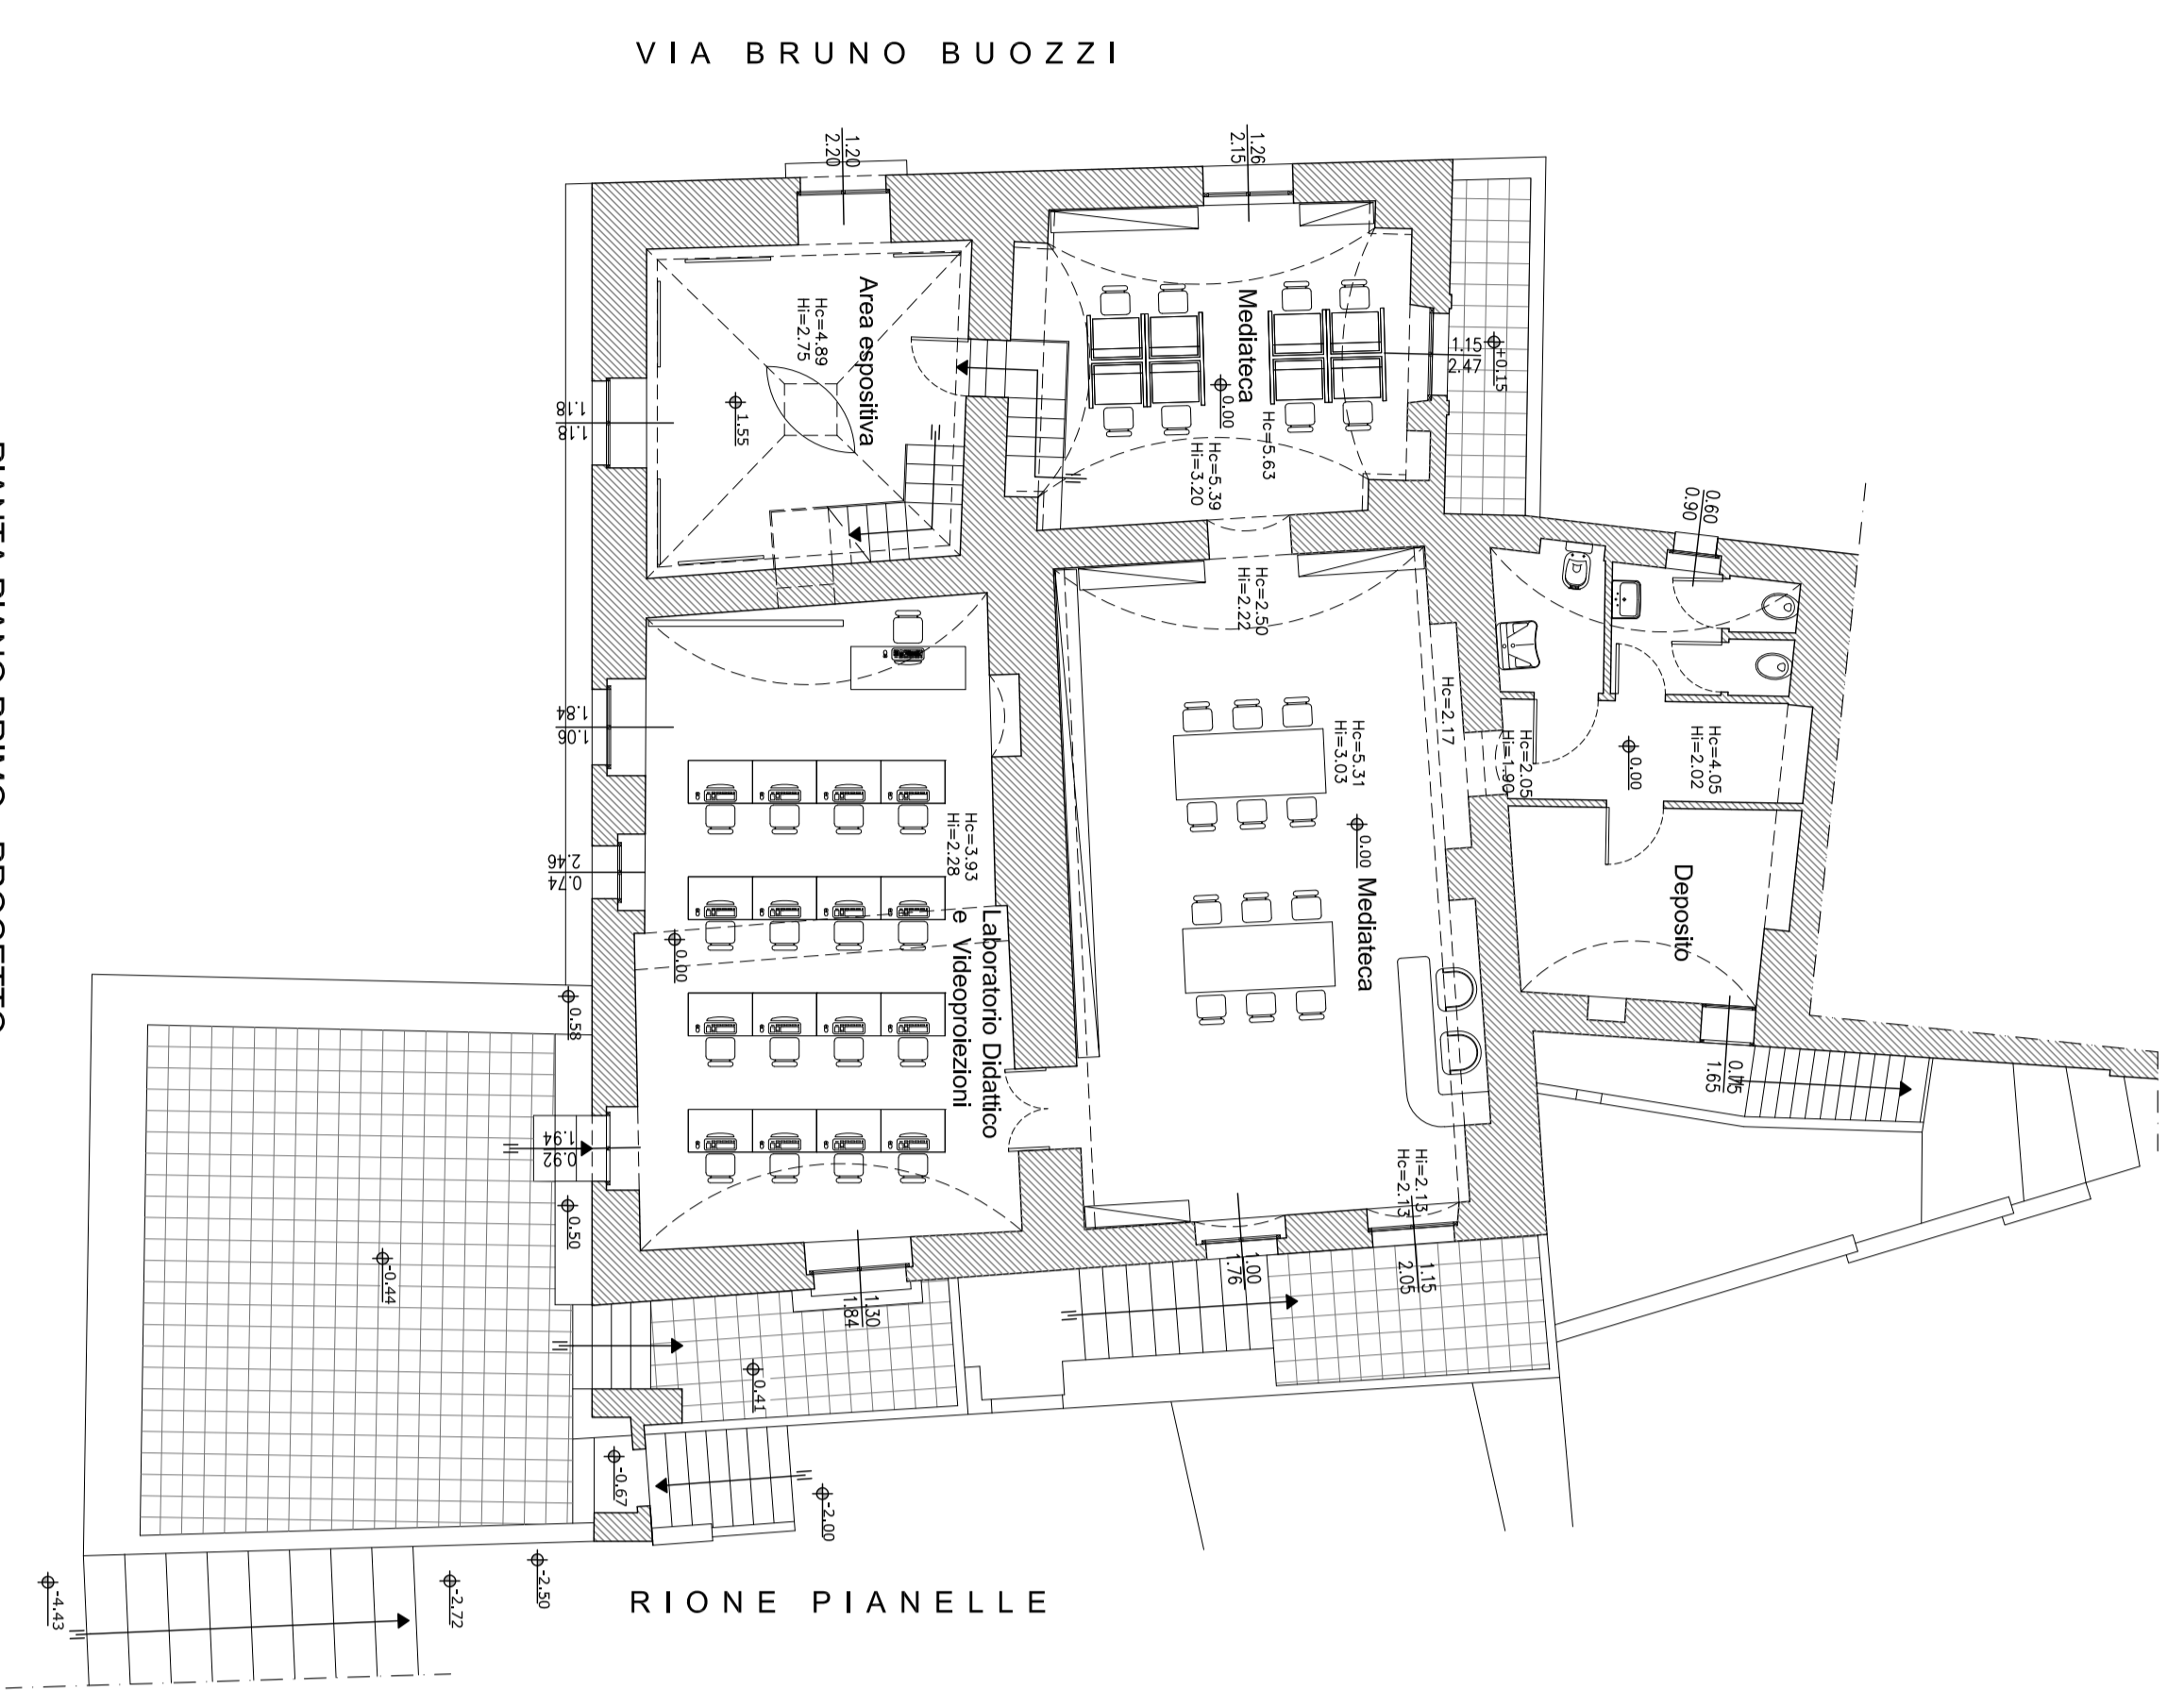 VIA BRUNO BUOZZI
1.20
2.20
1.26
2.15
Area espositiva
Hc=4.89
Hi=2.75
1.55
1.18
1.18
Mediateca
0.00
Hc=5.63
Hc=5.39
Hi=3.20
1.15
2.47
+0.15
0.60
0.90
Hc=2.50
Hi=2.22
Hc=2.17
Hc=2.05
Hi=1.90
Hc=4.05
Hi=2.02
0.00
Hc=5.31
Hi=3.03
0.00
Mediateca
Deposito
0.75
1.65
1.84
1.06
2.46
0.74
Hc=3.93
Hi=2.28
Laboratorio Didattico
e Videoproiezioni
0.00
0.58
1.94
0.92
0.50
-0.44
1.30
1.84
1.00
1.76
Hi=2.13
Hc=2.13
1.15
2.05
0.41
-0.67
-2.00
-2.50
-2.72
-4.43
RIONE PIANELLE